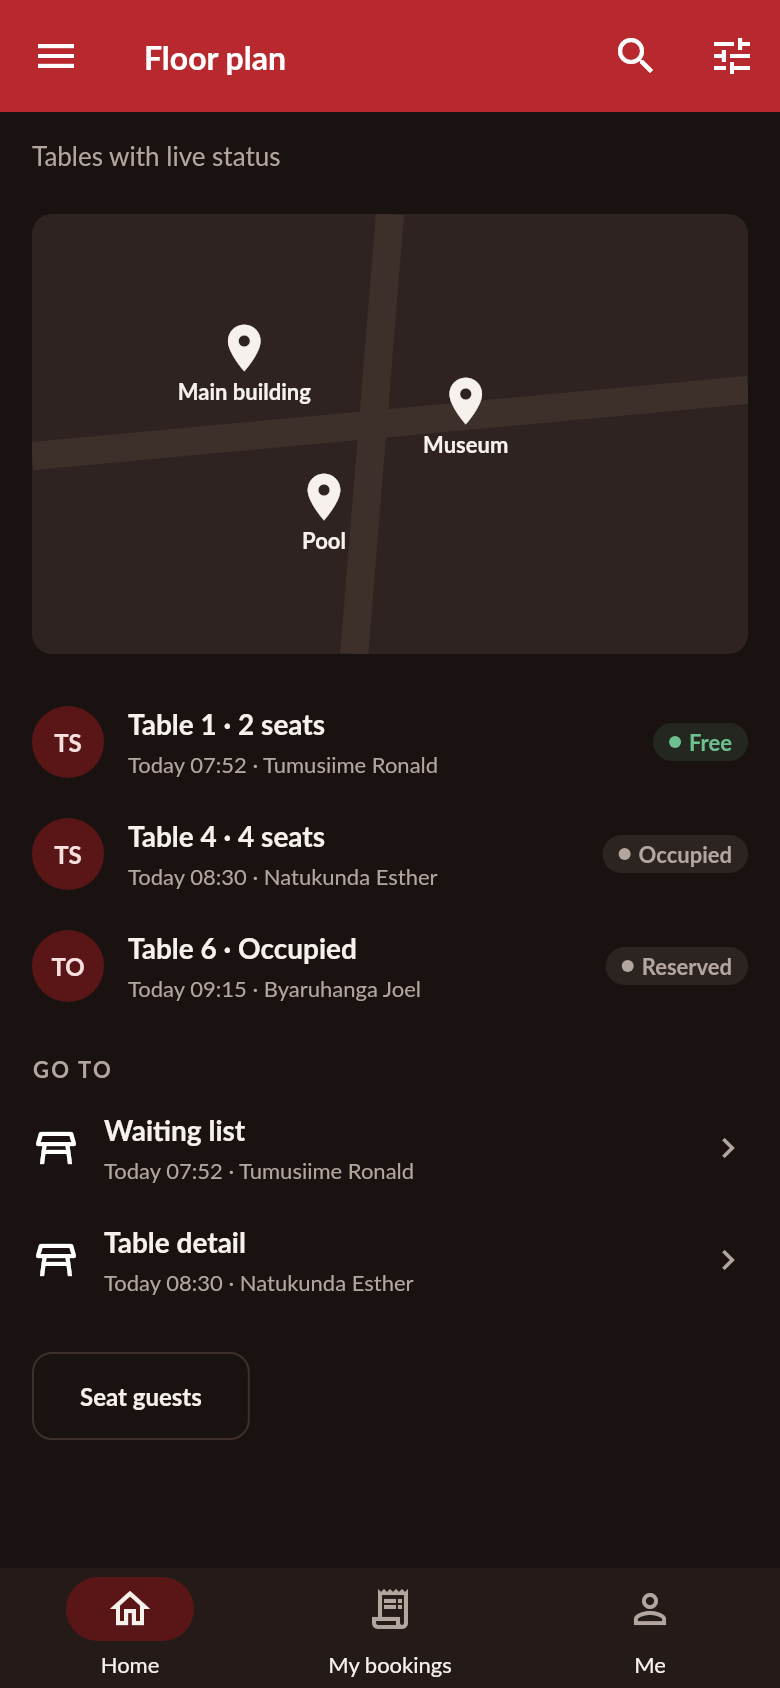 Floor plan
Tables with live status
Main building
Museum
Pool
TS
Table 1 · 2 seats
Today 07:52 · Tumusiime Ronald
Free
TS
Table 4 · 4 seats
Today 08:30 · Natukunda Esther
Occupied
TO
Table 6 · Occupied
Today 09:15 · Byaruhanga Joel
Reserved
GO TO
Waiting list
Today 07:52 · Tumusiime Ronald
Table detail
Today 08:30 · Natukunda Esther
Seat guests
Home
My bookings
Me